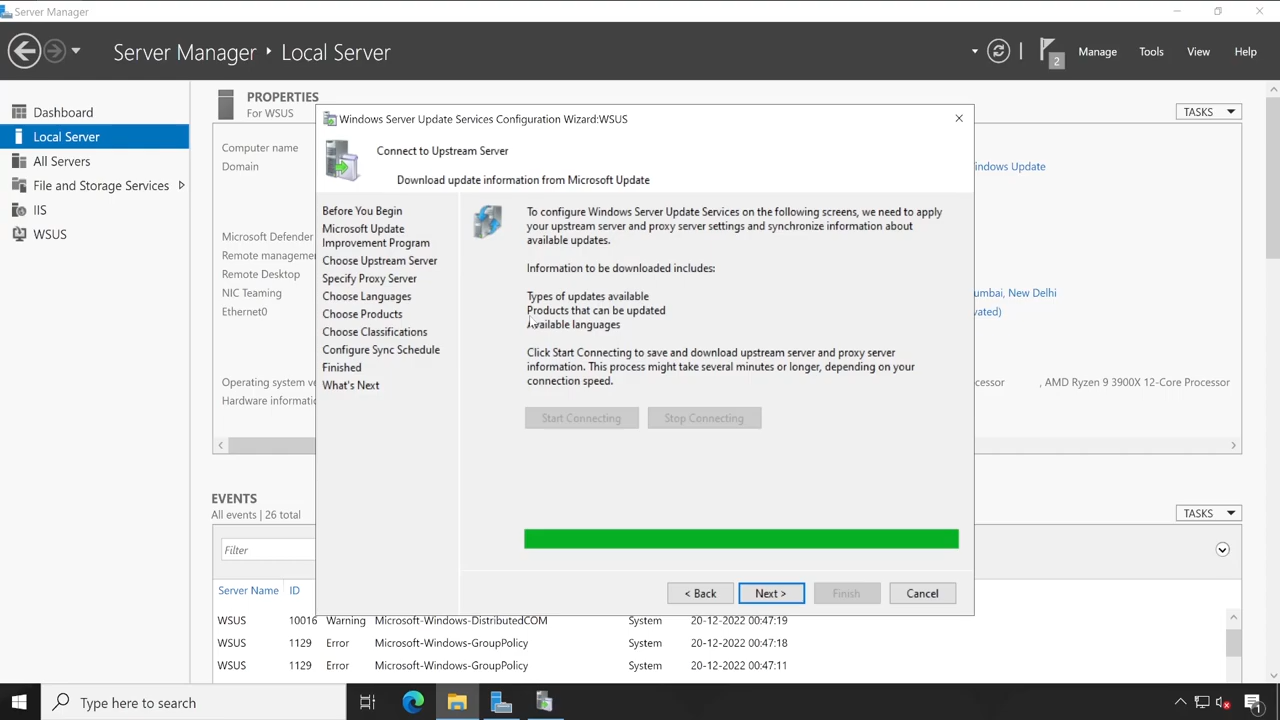 Server Manager
Server Manager ‣ Local Server
2
Manage
Tools
View
Help
Dashboard
Local Server
All Servers
File and Storage Services
IIS
WSUS
PROPERTIES
For WSUS
TASKS
Computer name
Domain
indows Update
Microsoft Defender
Remote manageme
Remote Desktop
NIC Teaming
Ethernet0
umbai, New Delhi
ated)
Operating system ve
Hardware informatio
cessor , AMD Ryzen 9 3900X 12-Core Processor
Windows Server Update Services Configuration Wizard:WSUS
Connect to Upstream Server
Download update information from Microsoft Update
Before You Begin
Microsoft Update
Improvement Program
Choose Upstream Server
Specify Proxy Server
Choose Languages
Choose Products
Choose Classifications
Configure Sync Schedule
Finished
What's Next
To configure Windows Server Update Services on the following screens, we need to apply
your upstream server and proxy server settings and synchronize information about
available updates.
Information to be downloaded includes:
Types of updates available
Products that can be updated
Available languages
Click Start Connecting to save and download upstream server and proxy server
information. This process might take several minutes or longer, depending on your
connection speed.
Start Connecting
Stop Connecting
< Back
Next >
Finish
Cancel
EVENTS
All events | 26 total
TASKS
Filter
Server Name ID
WSUS 10016 Warning Microsoft-Windows-DistributedCOM System 20-12-2022 00:47:19
WSUS 1129 Error Microsoft-Windows-GroupPolicy System 20-12-2022 00:47:18
WSUS 1129 Error Microsoft-Windows-GroupPolicy System 20-12-2022 00:47:11
Type here to search
1